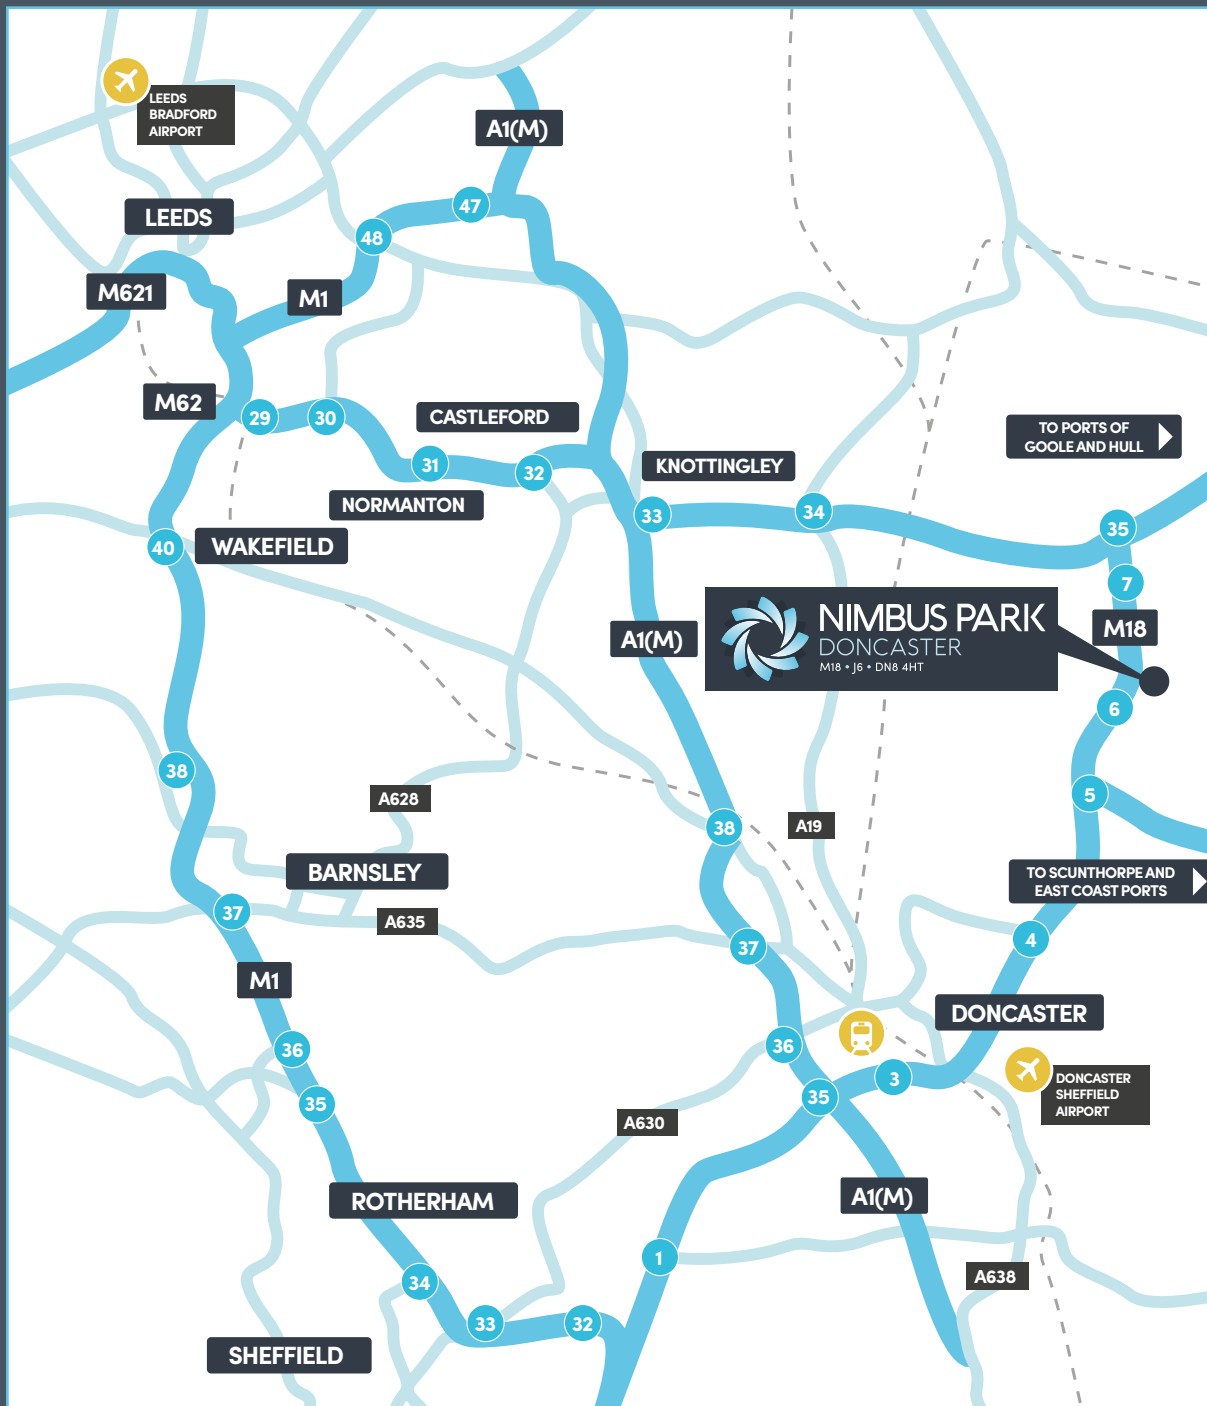 LEEDS
BRADFORD
AIRPORT
A1(M)
LEEDS
47
48
M621
M1
M62
29
30
CASTLEFORD
31
32
NORMANTON
KNOTTINGLEY
TO PORTS OF
GOOLE AND HULL
33
34
35
40
WAKEFIELD
7
NIMBUS PARK
DONCASTER
M18 • J6 • DN8 4HT
M18
A1(M)
6
38
A628
5
38
A19
BARNSLEY
TO SCUNTHORPE AND
EAST COAST PORTS
37
A635
37
4
M1
DONCASTER
36
36
35
3
35
DONCASTER
SHEFFIELD
AIRPORT
A630
ROTHERHAM
A1(M)
1
34
A638
33
32
SHEFFIELD